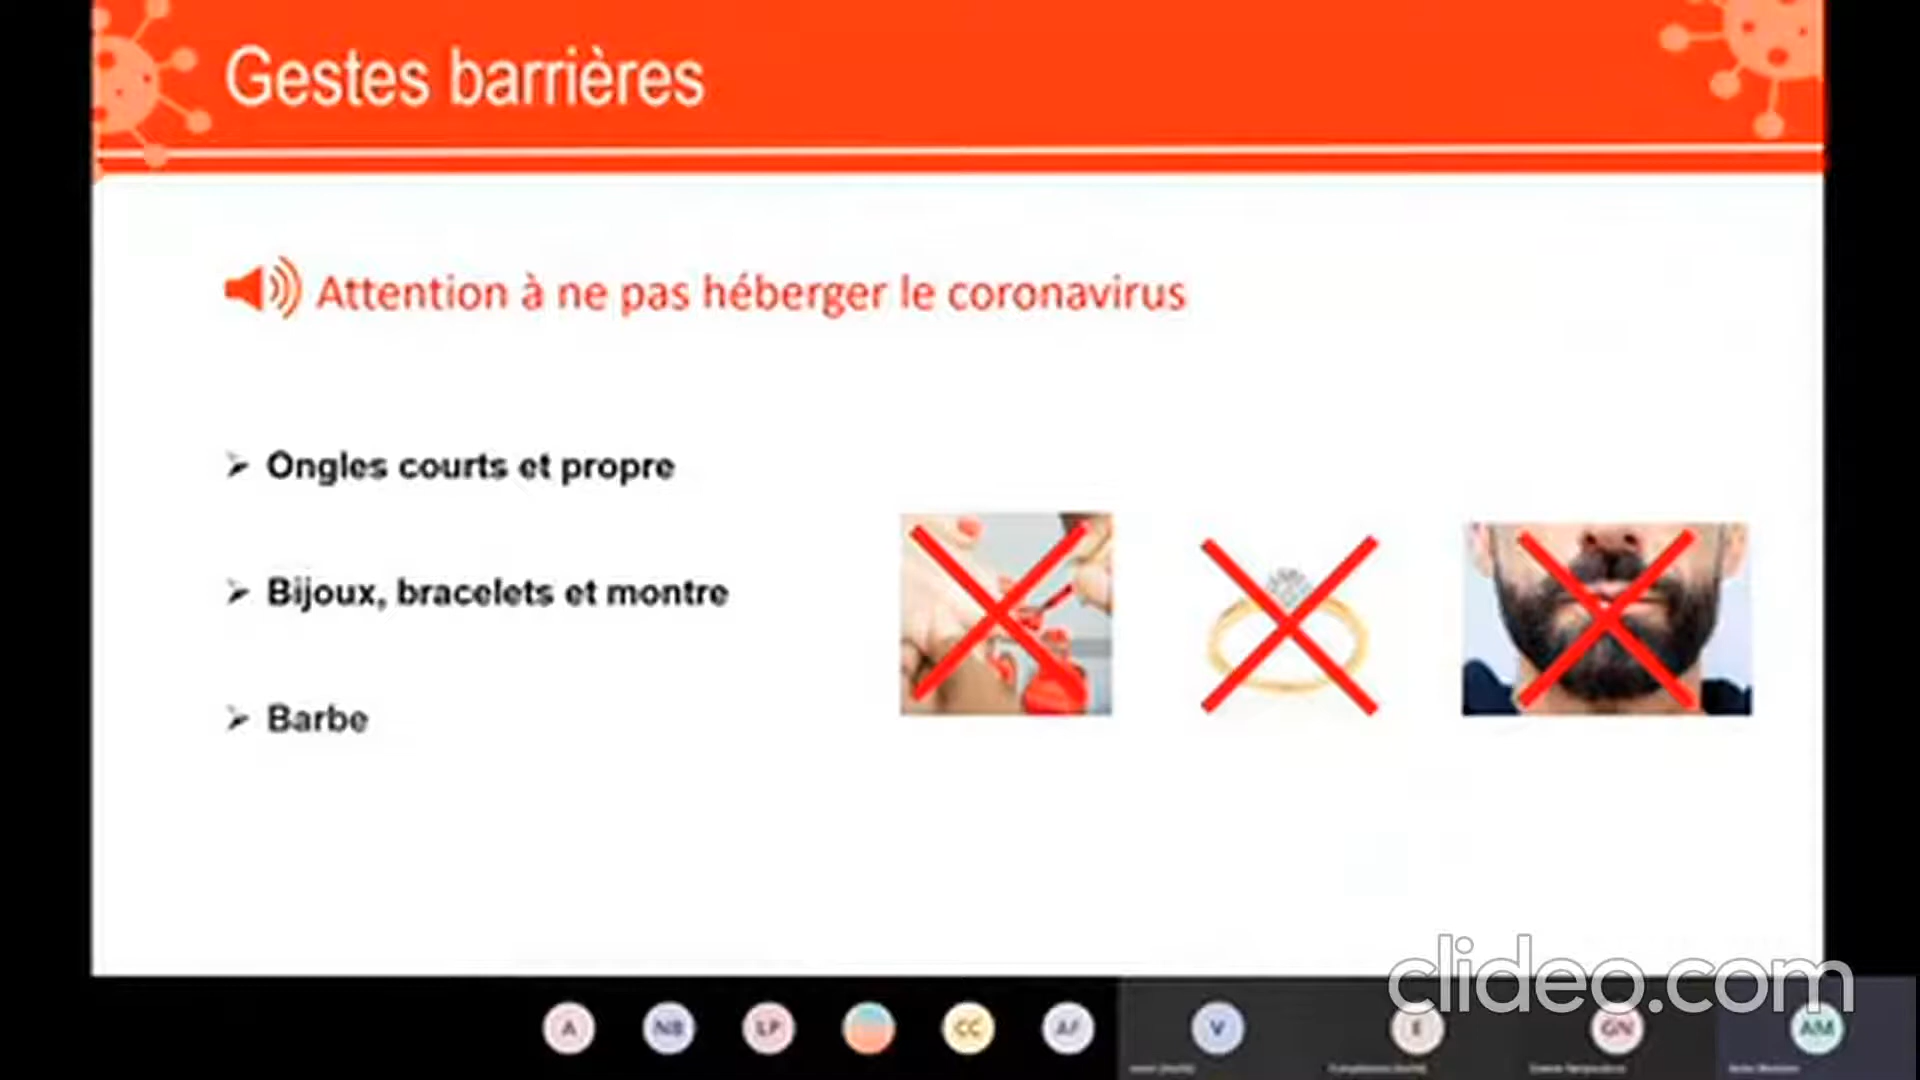 Gestes barrières
Attention à ne pas héberger le coronavirus
Ongles courts et propre
Bijoux, bracelets et montre
Barbe
clideo.com
A
NB
LP
CC
AF
V
E
GN
AM